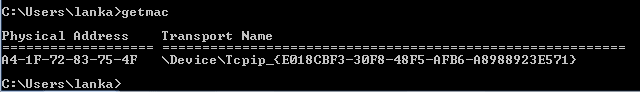 C:\Users\lanka>getmac
Physical Address    Transport Name
=================== ==========================================================
A4-1F-72-83-75-4F   \Device\Tcpip_{E018CBF3-30F8-48F5-AFB6-A8988923E571}
C:\Users\lanka>